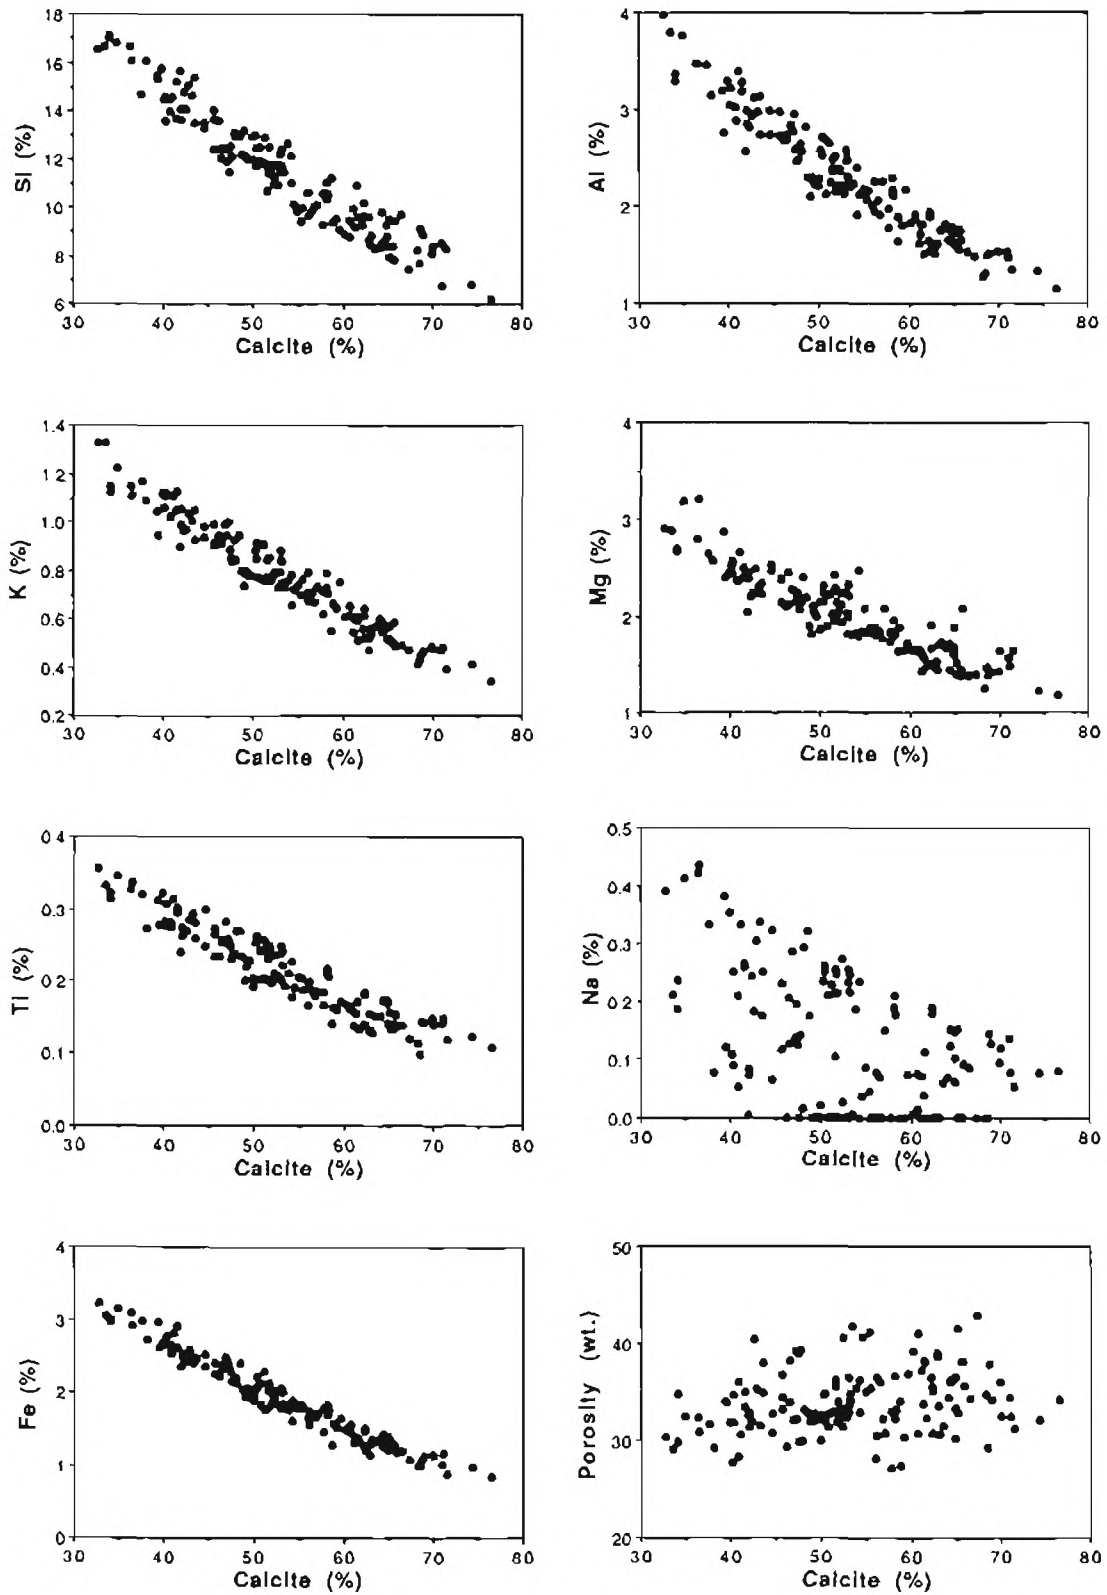 18
16
14
12
10
8
6
SI (%)
30 40 50 60 70 80
Calcite (%)
4
3
2
1
Al (%)
30 40 50 60 70 80
Calcite (%)
1.4
1.2
1.0
0.8
0.6
0.4
0.2
K (%)
30 40 50 60 70 80
Calcite (%)
4
3
2
1
Mg (%)
30 40 50 60 70 80
Calcite (%)
0.4
0.3
0.2
0.1
0.0
Ti (%)
30 40 50 60 70 80
Calcite (%)
0.5
0.4
0.3
0.2
0.1
0.0
Na (%)
30 40 50 60 70 80
Calcite (%)
4
3
2
1
0
Fe (%)
30 40 50 60 70 80
Calcite (%)
50
40
30
20
Porosity (wt.)
30 40 50 60 70 80
Calcite (%)